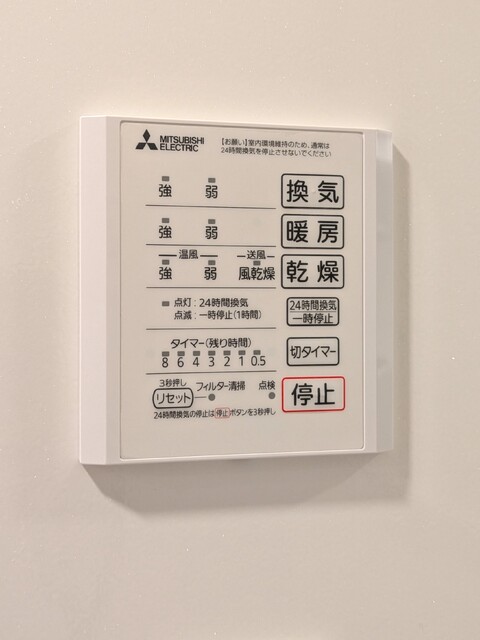 MITSUBISHI
ELECTRIC
【お願い】室内環境維持のため、通常は
24時間換気を停止させないでください
強 弱 換気
強 弱 暖房
温風 送風
強 弱 風乾燥 乾燥
点灯:24時間換気
点滅:一時停止(1時間)
24時間換気
一時停止
タイマー(残り時間)
8 6 4 3 2 1 0.5
切タイマー
3秒押し
リセット フィルター清掃 点検
停止
24時間換気の停止は停止ボタンを3秒押し